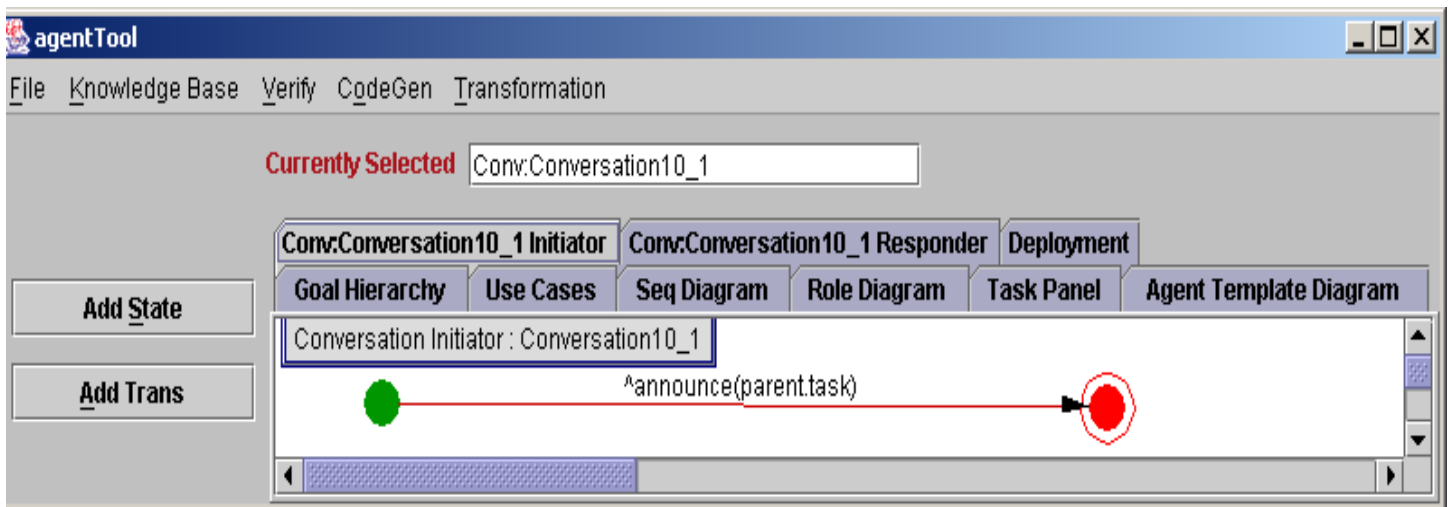 agentTool
File Knowledge Base Verify CodeGen Transformation
Currently Selected Conv:Conversation10_1
Conv:Conversation10_1 Initiator Conv:Conversation10_1 Responder Deployment
Goal Hierarchy Use Cases Seq Diagram Role Diagram Task Panel Agent Template Diagram
Add State
Conversation Initiator : Conversation10_1
Add Trans
^announce(parent.task)